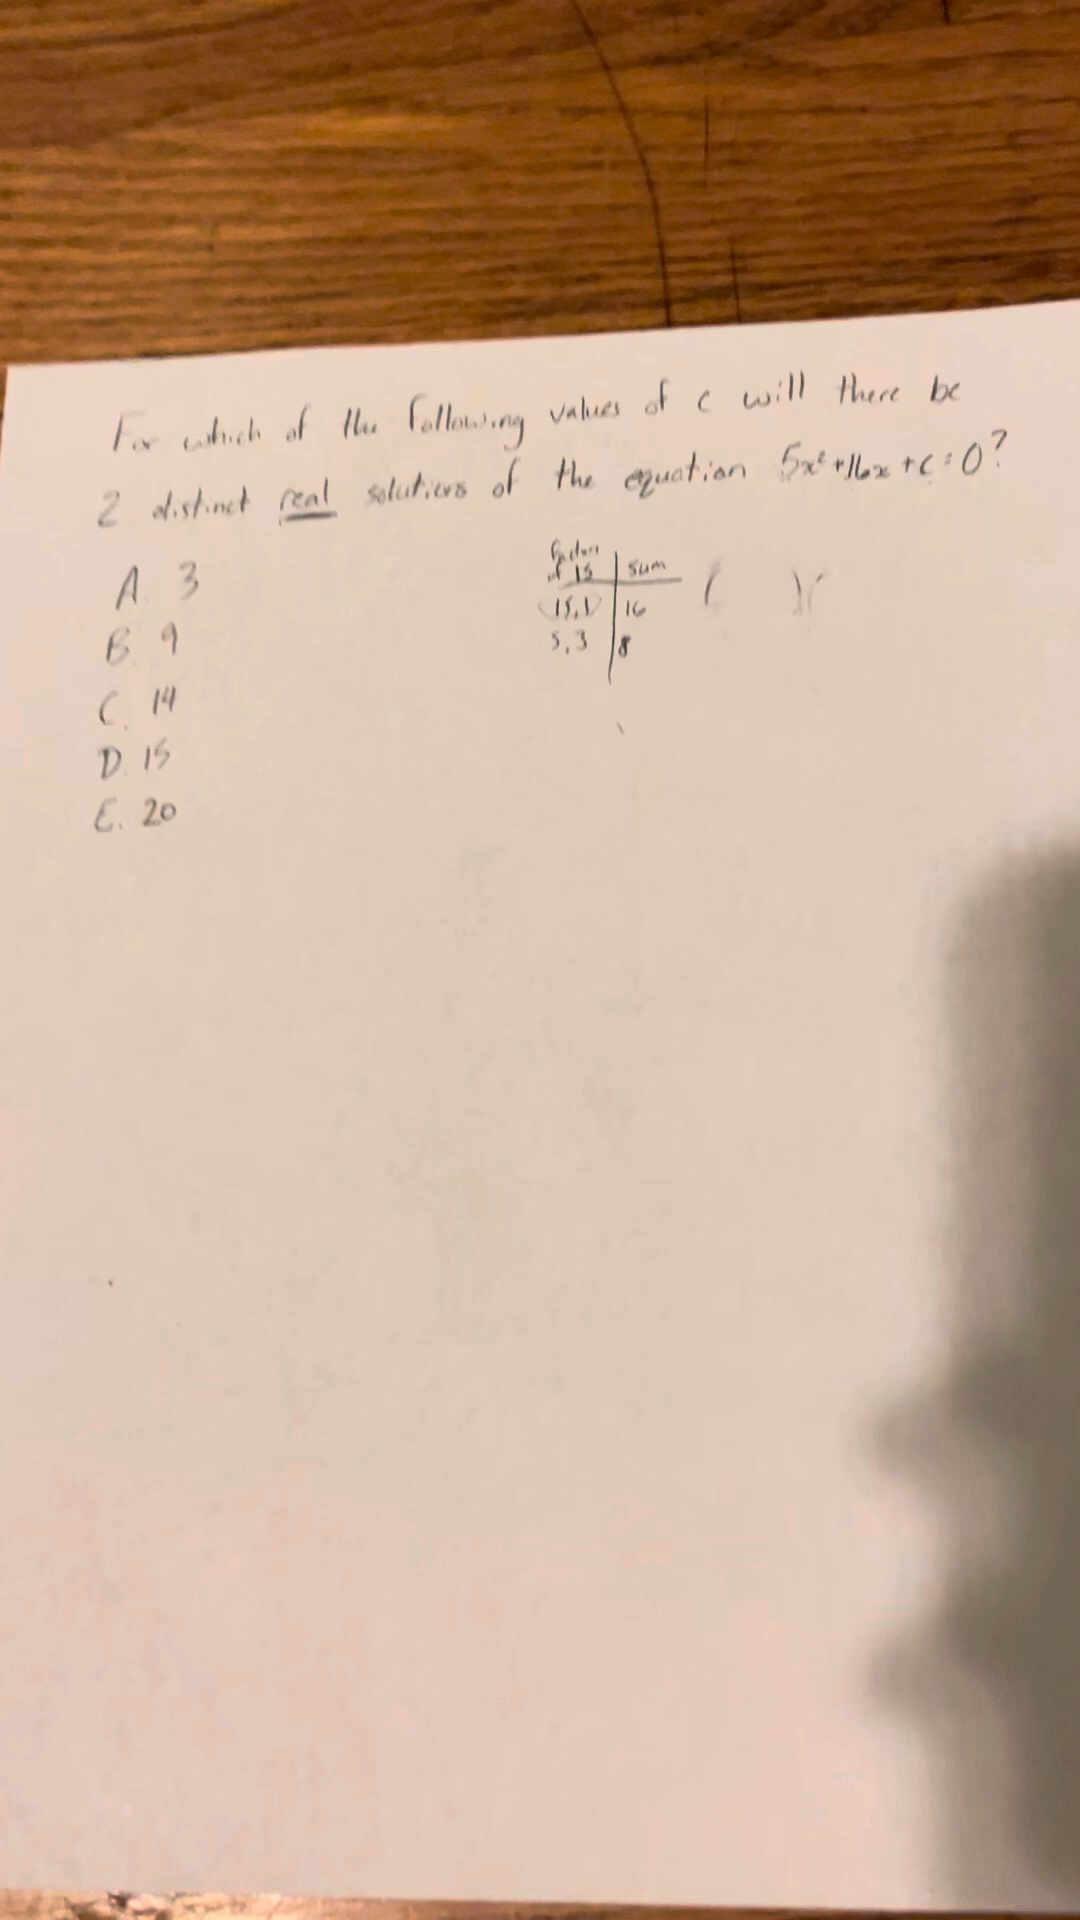 For which of the following values of c will there be
2 distinct real solutions of the equation 5x²+16x+c=0?
A. 3
B. 9
C. 14
D. 15
E. 20
Factors
of 15 | sum
15,1 | 16
5,3 | 8
( )(